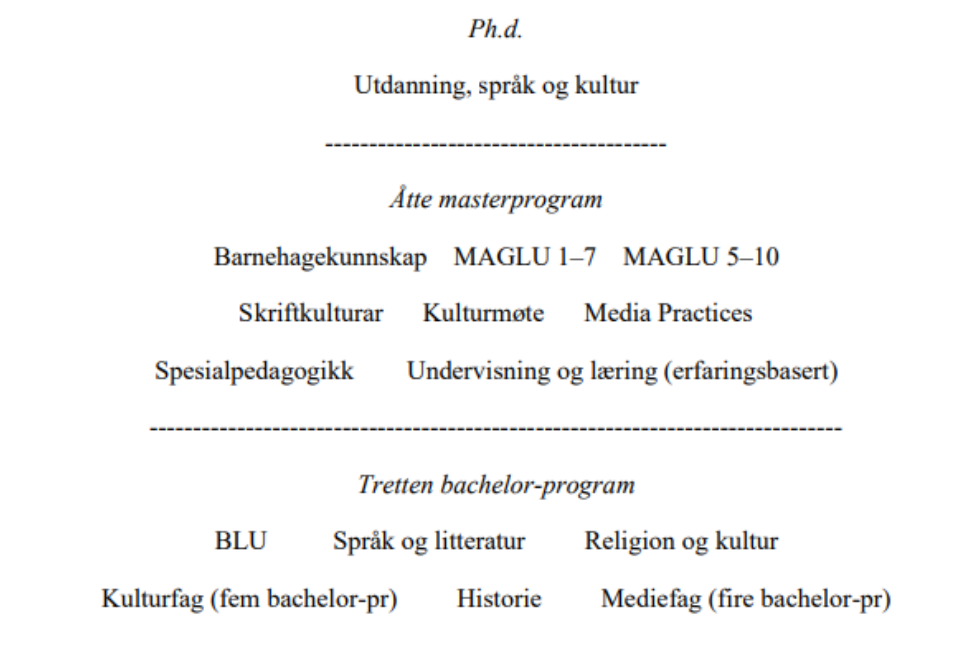 Ph.d.
Utdanning, språk og kultur
---------------------------------------
Åtte masterprogram
Barnehagekunnskap MAGLU 1–7 MAGLU 5–10
Skriftkulturar Kulturmøte Media Practices
Spesialpedagogikk Undervisning og læring (erfaringsbasert)
-------------------------------------------------------------------------------
Tretten bachelor-program
BLU Språk og litteratur Religion og kultur
Kulturfag (fem bachelor-pr) Historie Mediefag (fire bachelor-pr)